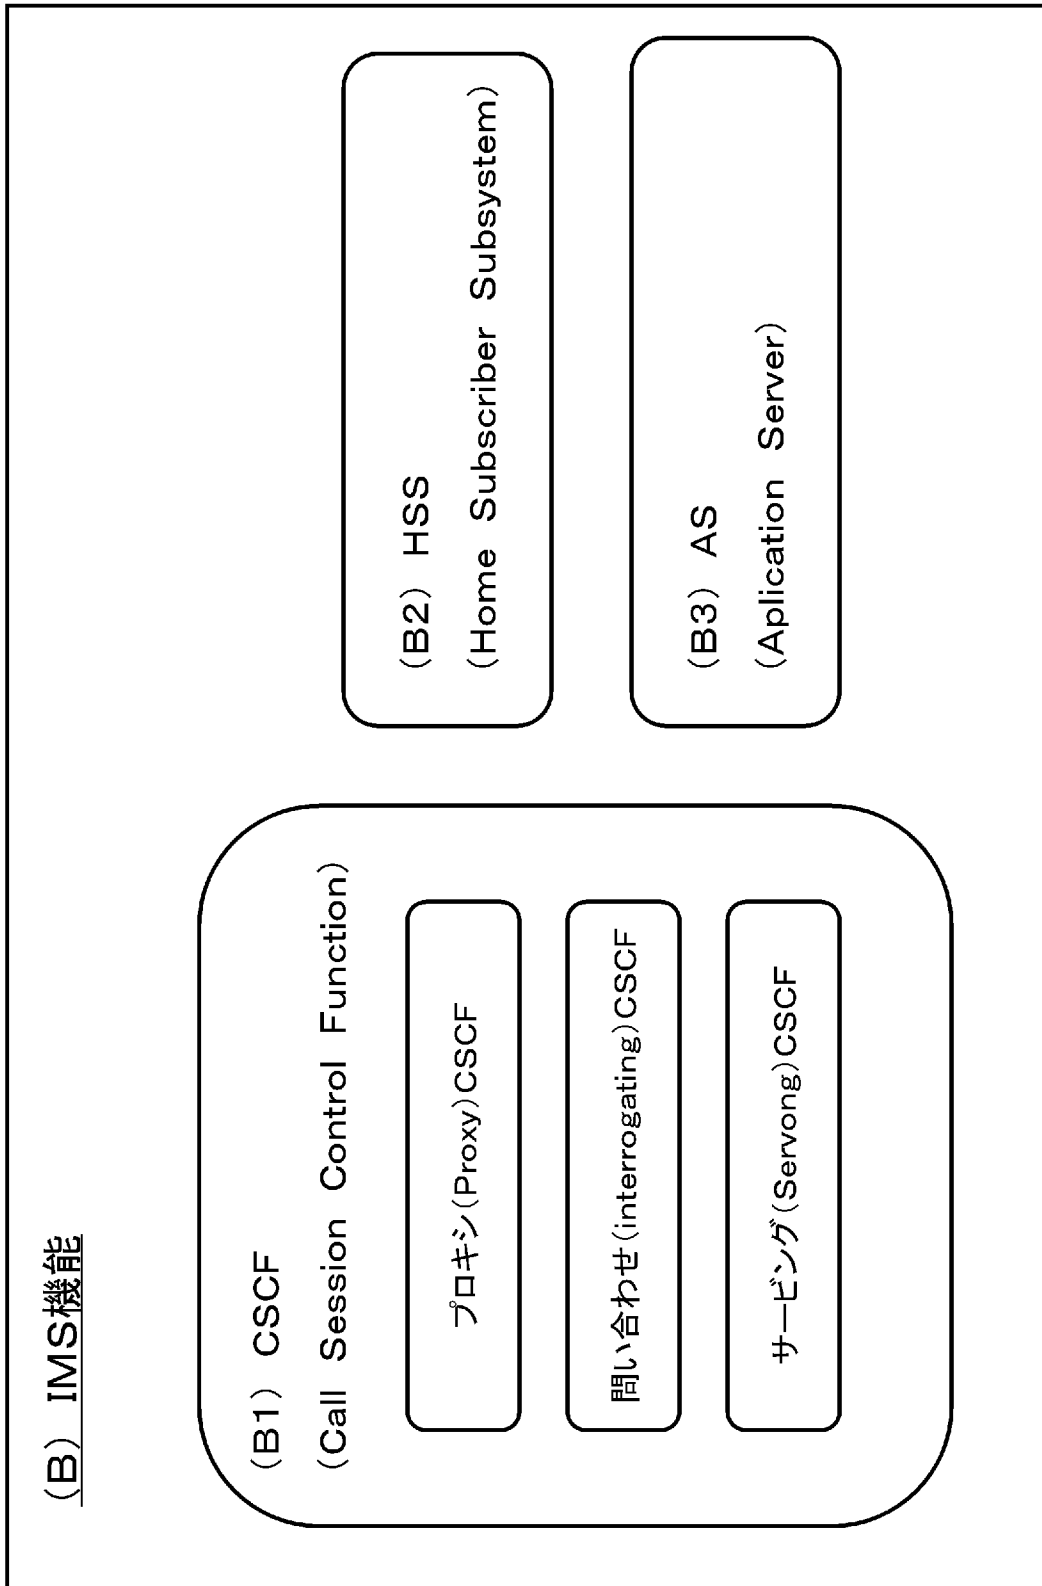 (B) IMS機能
(B1) CSCF
(Call Session Control Function)
プロキシ(Proxy)CSCF
問い合わせ(interrogating)CSCF
サービング(Servong)CSCF
(B2) HSS
(Home Subscriber Subsystem)
(B3) AS
(Aplication Server)